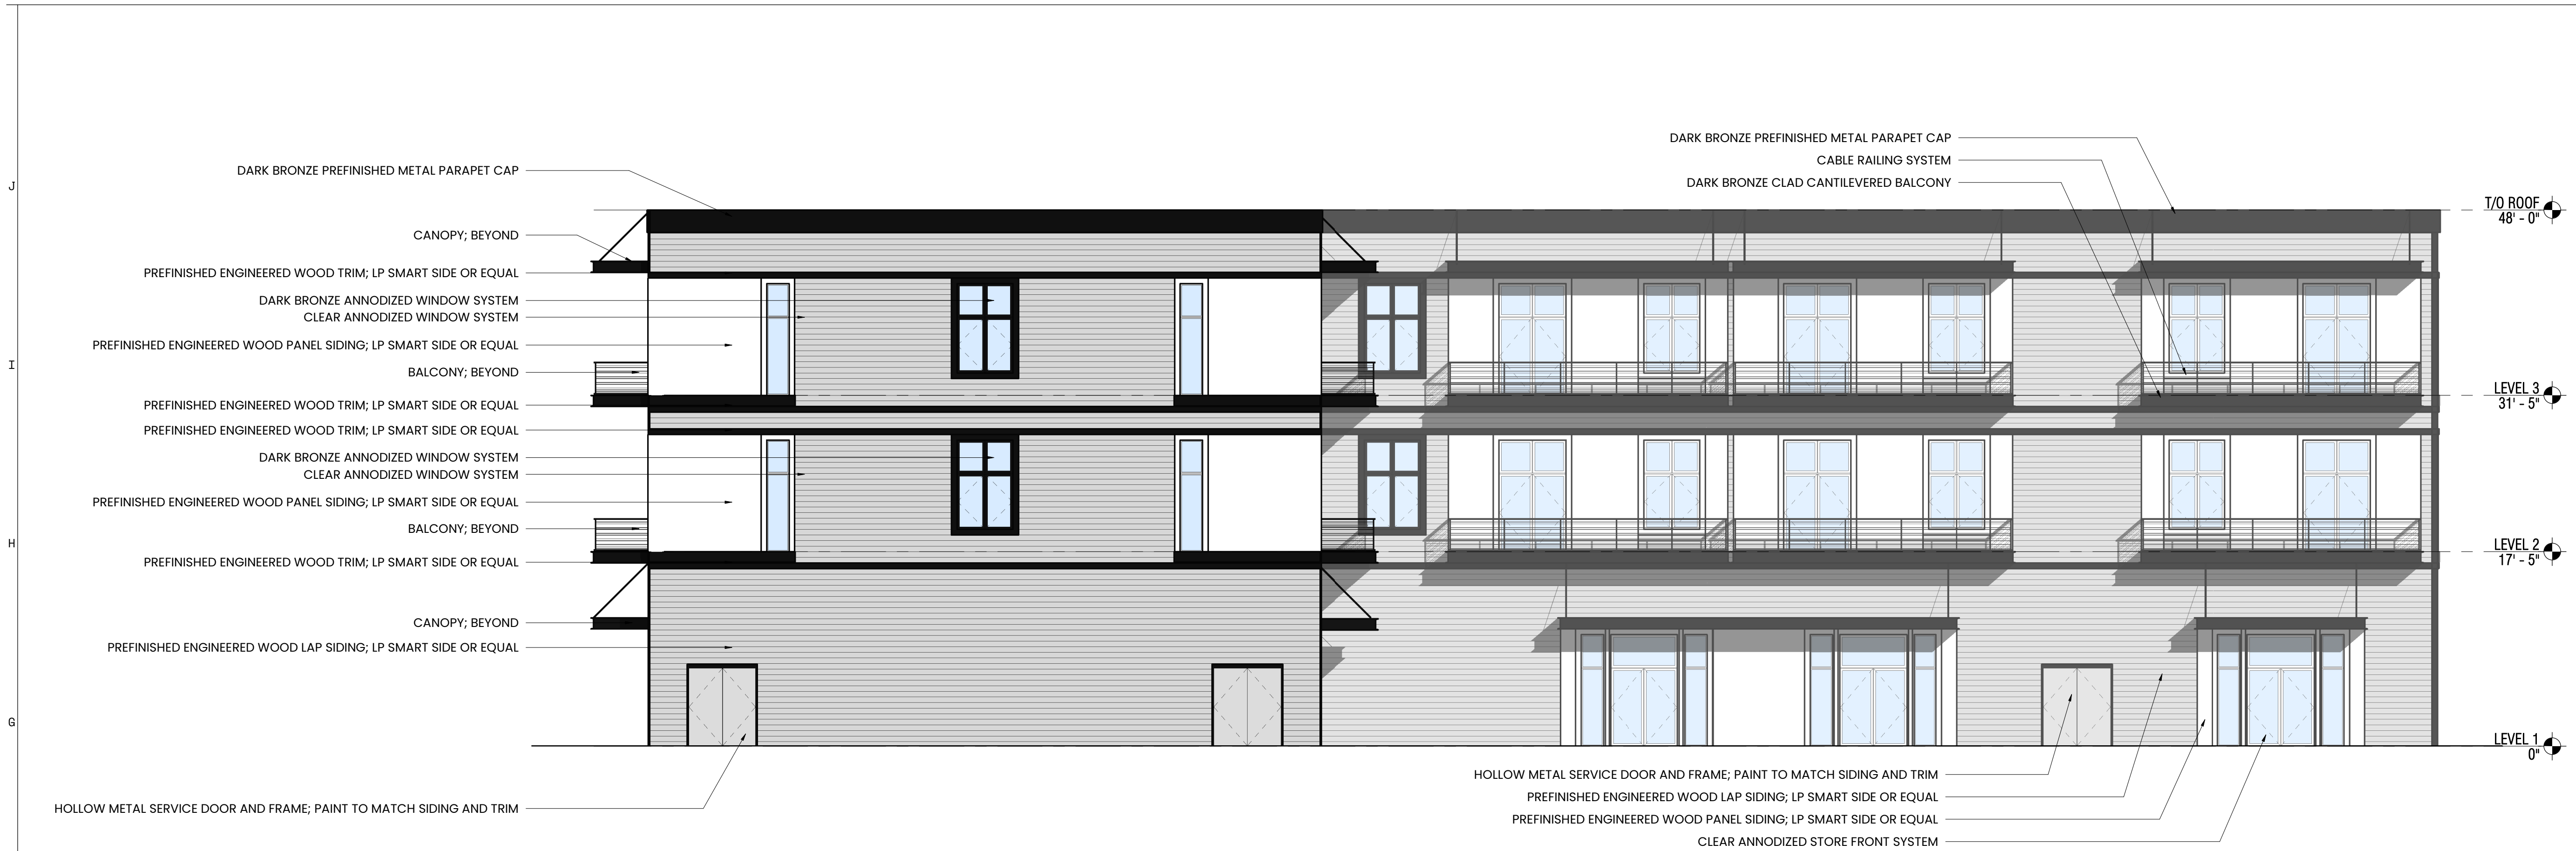 DARK BRONZE PREFINISHED METAL PARAPET CAP
CANOPY; BEYOND
PREFINISHED ENGINEERED WOOD TRIM; LP SMART SIDE OR EQUAL
DARK BRONZE ANNODIZED WINDOW SYSTEM
CLEAR ANNODIZED WINDOW SYSTEM
PREFINISHED ENGINEERED WOOD PANEL SIDING; LP SMART SIDE OR EQUAL
BALCONY; BEYOND
PREFINISHED ENGINEERED WOOD TRIM; LP SMART SIDE OR EQUAL
PREFINISHED ENGINEERED WOOD TRIM; LP SMART SIDE OR EQUAL
DARK BRONZE ANNODIZED WINDOW SYSTEM
CLEAR ANNODIZED WINDOW SYSTEM
PREFINISHED ENGINEERED WOOD PANEL SIDING; LP SMART SIDE OR EQUAL
BALCONY; BEYOND
PREFINISHED ENGINEERED WOOD TRIM; LP SMART SIDE OR EQUAL
CANOPY; BEYOND
PREFINISHED ENGINEERED WOOD LAP SIDING; LP SMART SIDE OR EQUAL
HOLLOW METAL SERVICE DOOR AND FRAME; PAINT TO MATCH SIDING AND TRIM
J
I
H
G
DARK BRONZE PREFINISHED METAL PARAPET CAP
CABLE RAILING SYSTEM
DARK BRONZE CLAD CANTILEVERED BALCONY
T/O ROOF
48' - 0"
LEVEL 3
31' - 5"
LEVEL 2
17' - 5"
LEVEL 1
0"
HOLLOW METAL SERVICE DOOR AND FRAME; PAINT TO MATCH SIDING AND TRIM
PREFINISHED ENGINEERED WOOD LAP SIDING; LP SMART SIDE OR EQUAL
PREFINISHED ENGINEERED WOOD PANEL SIDING; LP SMART SIDE OR EQUAL
CLEAR ANNODIZED STORE FRONT SYSTEM